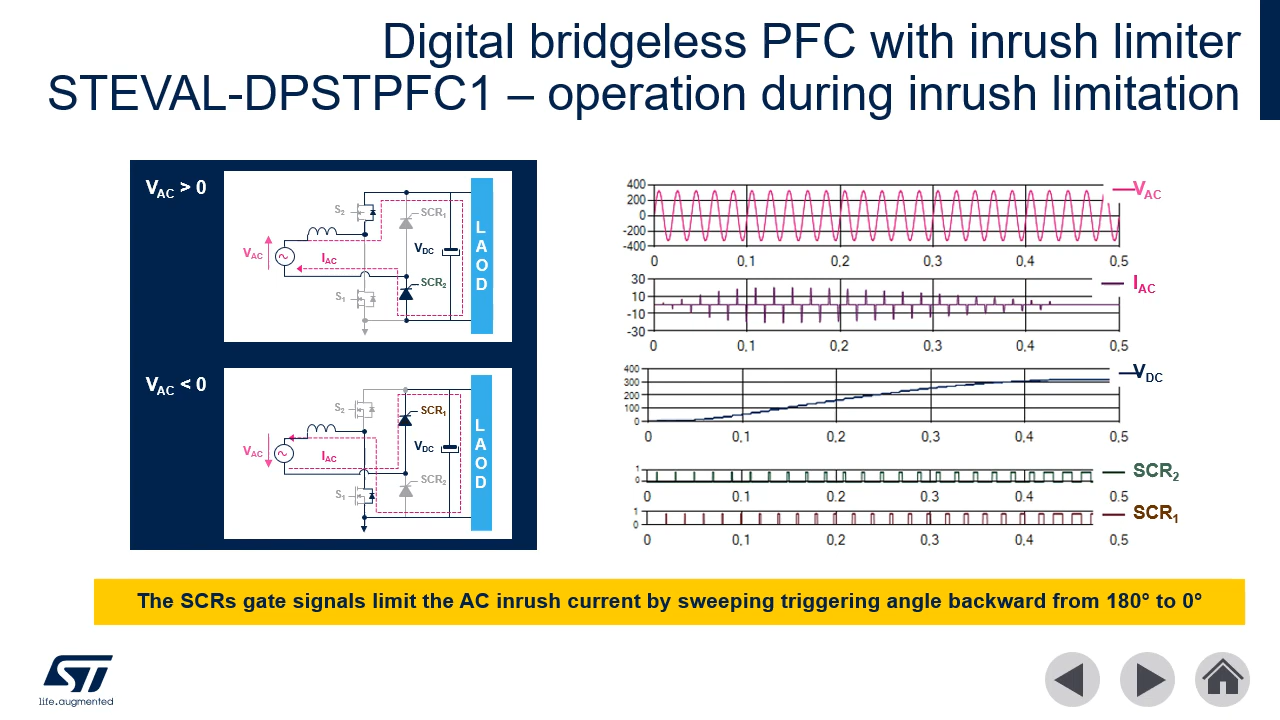 Digital bridgeless PFC with inrush limiter
STEVAL-DPSTPFC1 – operation during inrush limitation
VAC > 0
S2
SCR1
VAC
IAC
VDC
SCR2
S1
L
A
O
D
VAC < 0
S2
SCR1
VAC
IAC
VDC
SCR2
S1
L
A
O
D
400
200
0
-200
-400
0 0,1 0,2 0,3 0,4 0,5
VAC
30
10
-10
-30
0 0,1 0,2 0,3 0,4 0,5
IAC
400
300
200
100
0
0 0,1 0,2 0,3 0,4 0,5
VDC
1
0
0 0.1 0,2 0,3 0,4 0,5
SCR2
1
0
0 0,1 0,2 0,3 0,4 0,5
SCR1
The SCRs gate signals limit the AC inrush current by sweeping triggering angle backward from 180° to 0°
ST
life.augmented